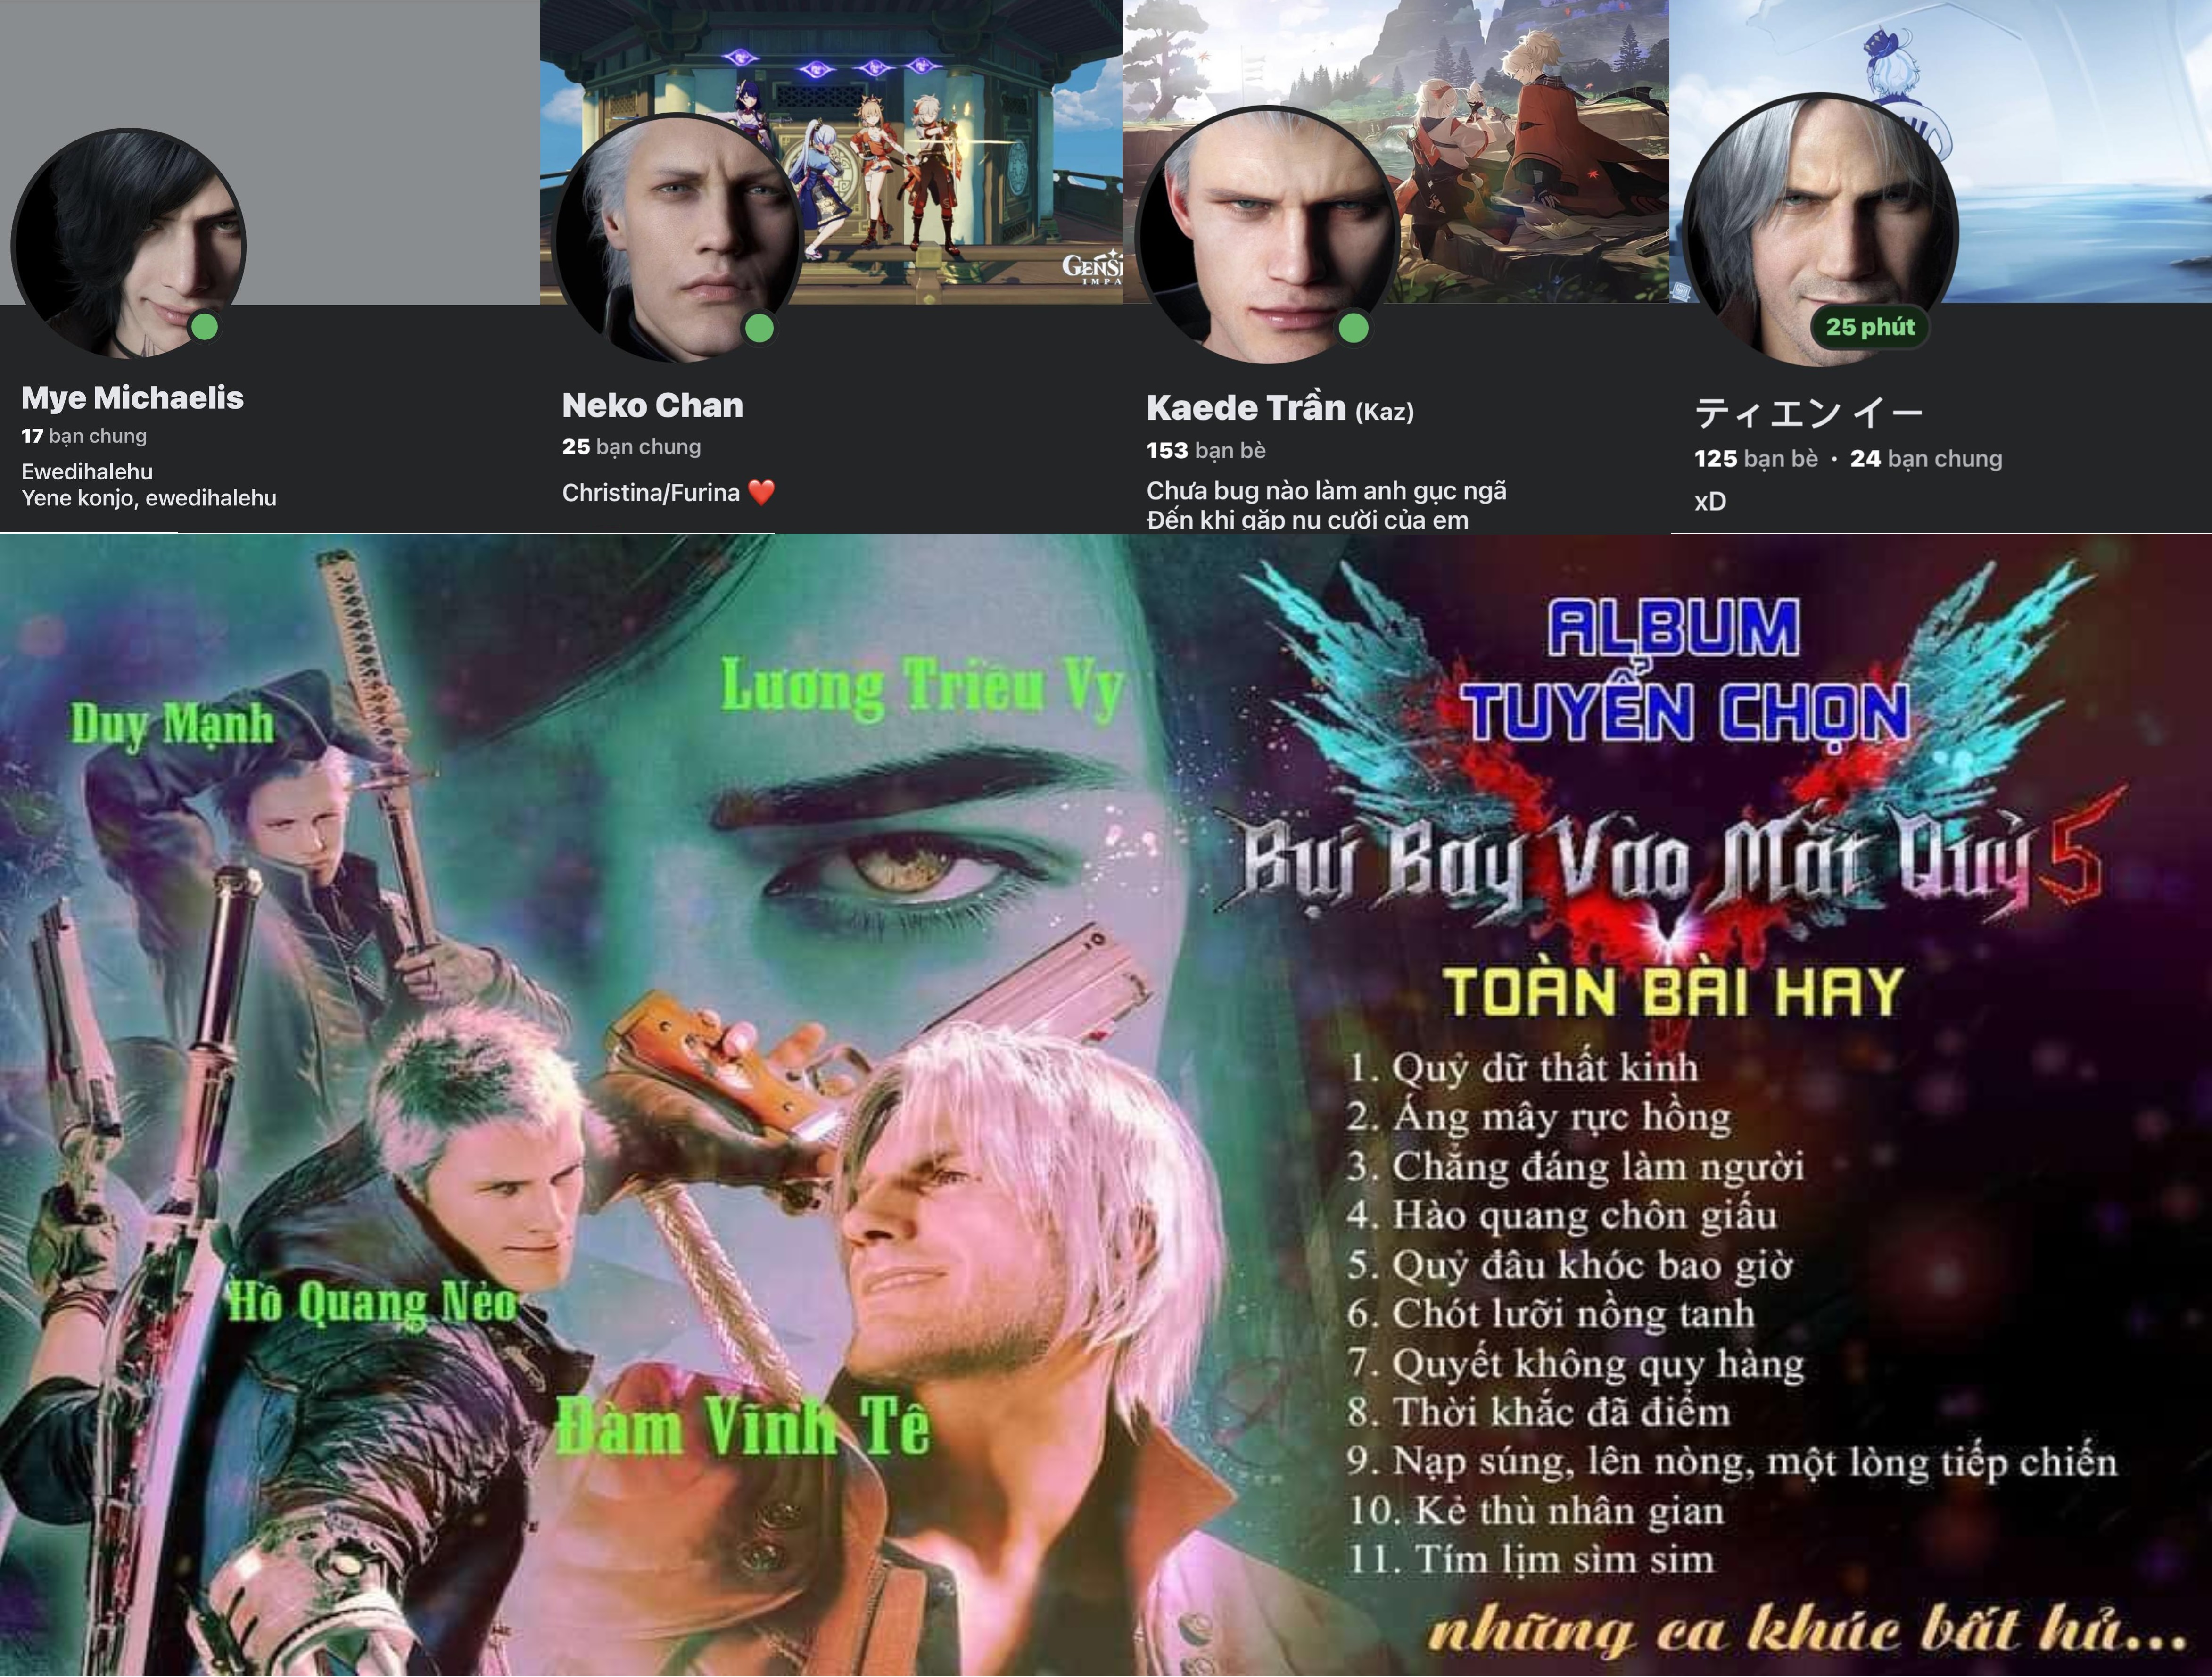 GENSI
IMPA
25 phút
Mye Michaelis
17 bạn chung
Ewedihalehu
Yene konjo, ewedihalehu
Neko Chan
25 bạn chung
Christina/Furina ❤️
Kaede Trần (Kaz)
153 bạn bè
Chưa bug nào làm anh gục ngã
Đến khi gặp nụ cười của em
ティエン イー
125 bạn bè · 24 bạn chung
xD
Duy Mạnh
Lương Triều Vy
Hồ Quang Nẻo
Đàm Vĩnh Tê
ALBUM
TUYỂN CHỌN
Bụi Bay Vào Mắt Quỷ 5
TOÀN BÀI HAY
1. Quỷ dữ thất kinh
2. Áng mây rực hồng
3. Chẳng đáng làm người
4. Hào quang chôn giấu
5. Quỷ đâu khóc bao giờ
6. Chót lưỡi nồng tanh
7. Quyết không quy hàng
8. Thời khắc đã điểm
9. Nạp súng, lên nòng, một lòng tiếp chiến
10. Kẻ thù nhân gian
11. Tím lịm sìm sim
những ca khúc bất hủ...